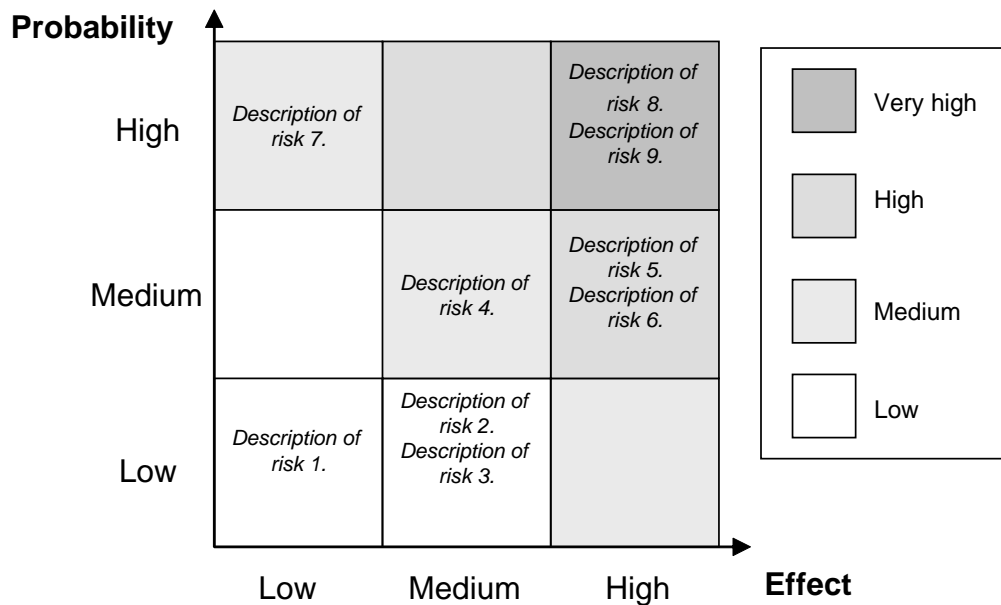 Probability
High
Description of
risk 7.
Description of
risk 8.
Description of
risk 9.
Very high
High
Medium
Description of
risk 4.
Description of
risk 5.
Description of
risk 6.
Medium
Low
Description of
risk 1.
Description of
risk 2.
Description of
risk 3.
Low
Low
Medium
High
Effect